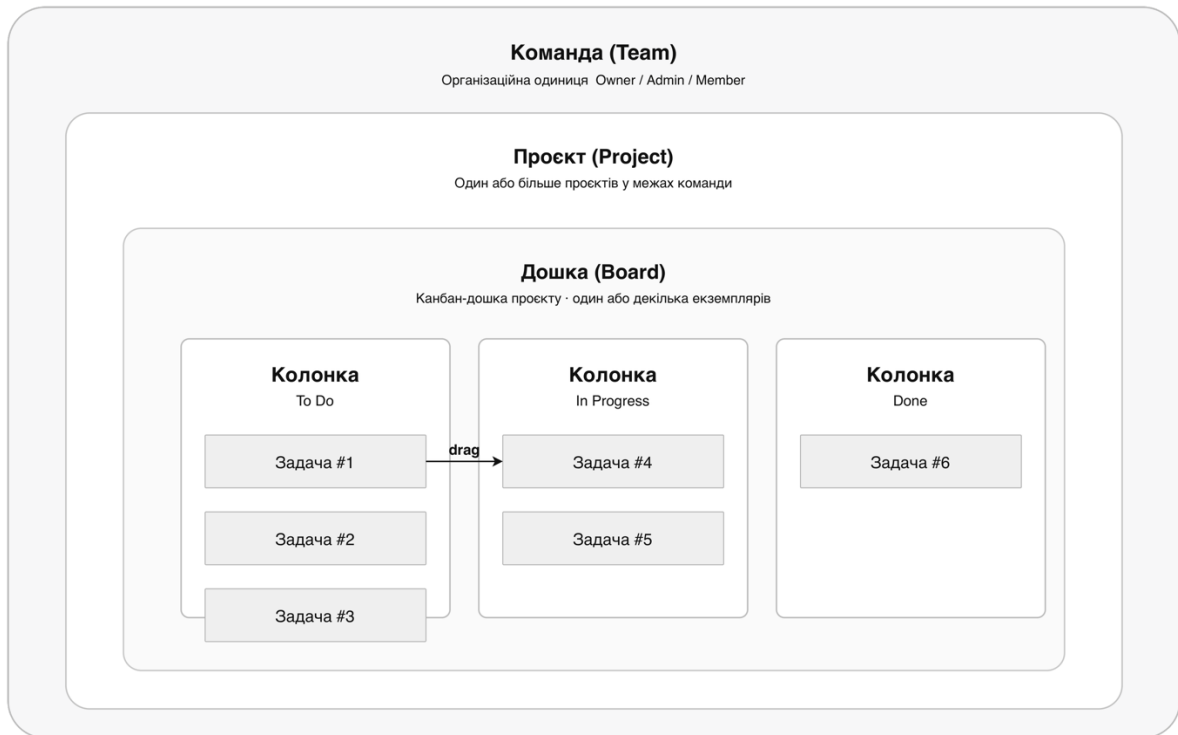 Команда (Team)
Організаційна одиниця Owner / Admin / Member
Проєкт (Project)
Один або більше проєктів у межах команди
Дошка (Board)
Канбан-дошка проєкту · один або декілька екземплярів
Колонка
To Do
Задача #1
Задача #2
Задача #3
drag
Колонка
In Progress
Задача #4
Задача #5
Колонка
Done
Задача #6